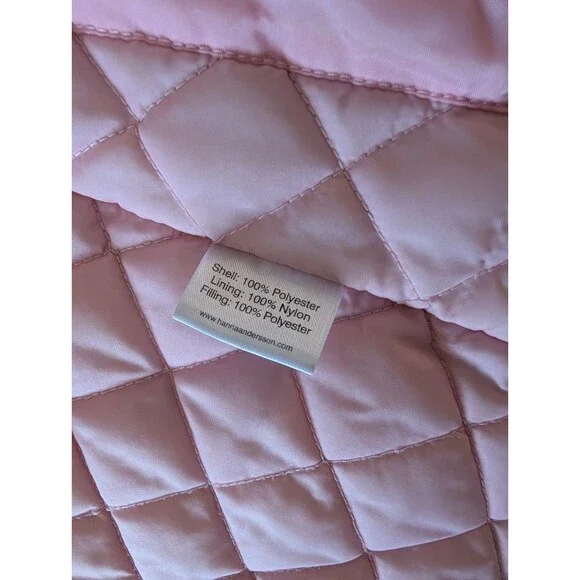 Shell: 100% Polyester
Lining: 100% Nylon
Filling: 100% Polyester
www.hannaandersson.com